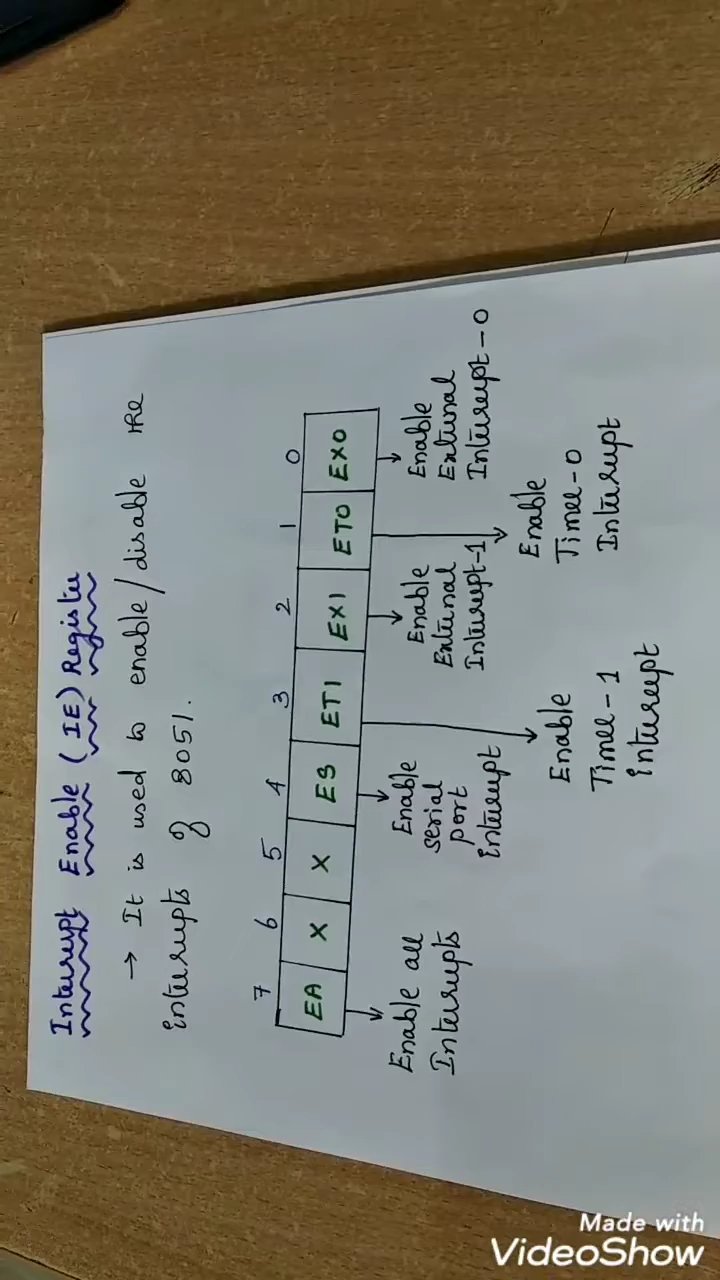 Interrupt Enable (IE) Register
→ It is used to enable/disable the
interrupts of 8051.
7 6 5 4 3 2 1 0
EA X X ES ET1 EX1 ET0 EX0
Enable all
Interrupts
Enable
serial
port
interrupt
Enable
Timer-1
interrupt
Enable
External
Interrupt-1
Enable
Timer-0
Interrupt
Enable
External
Interrupt-0
Made with
VideoShow